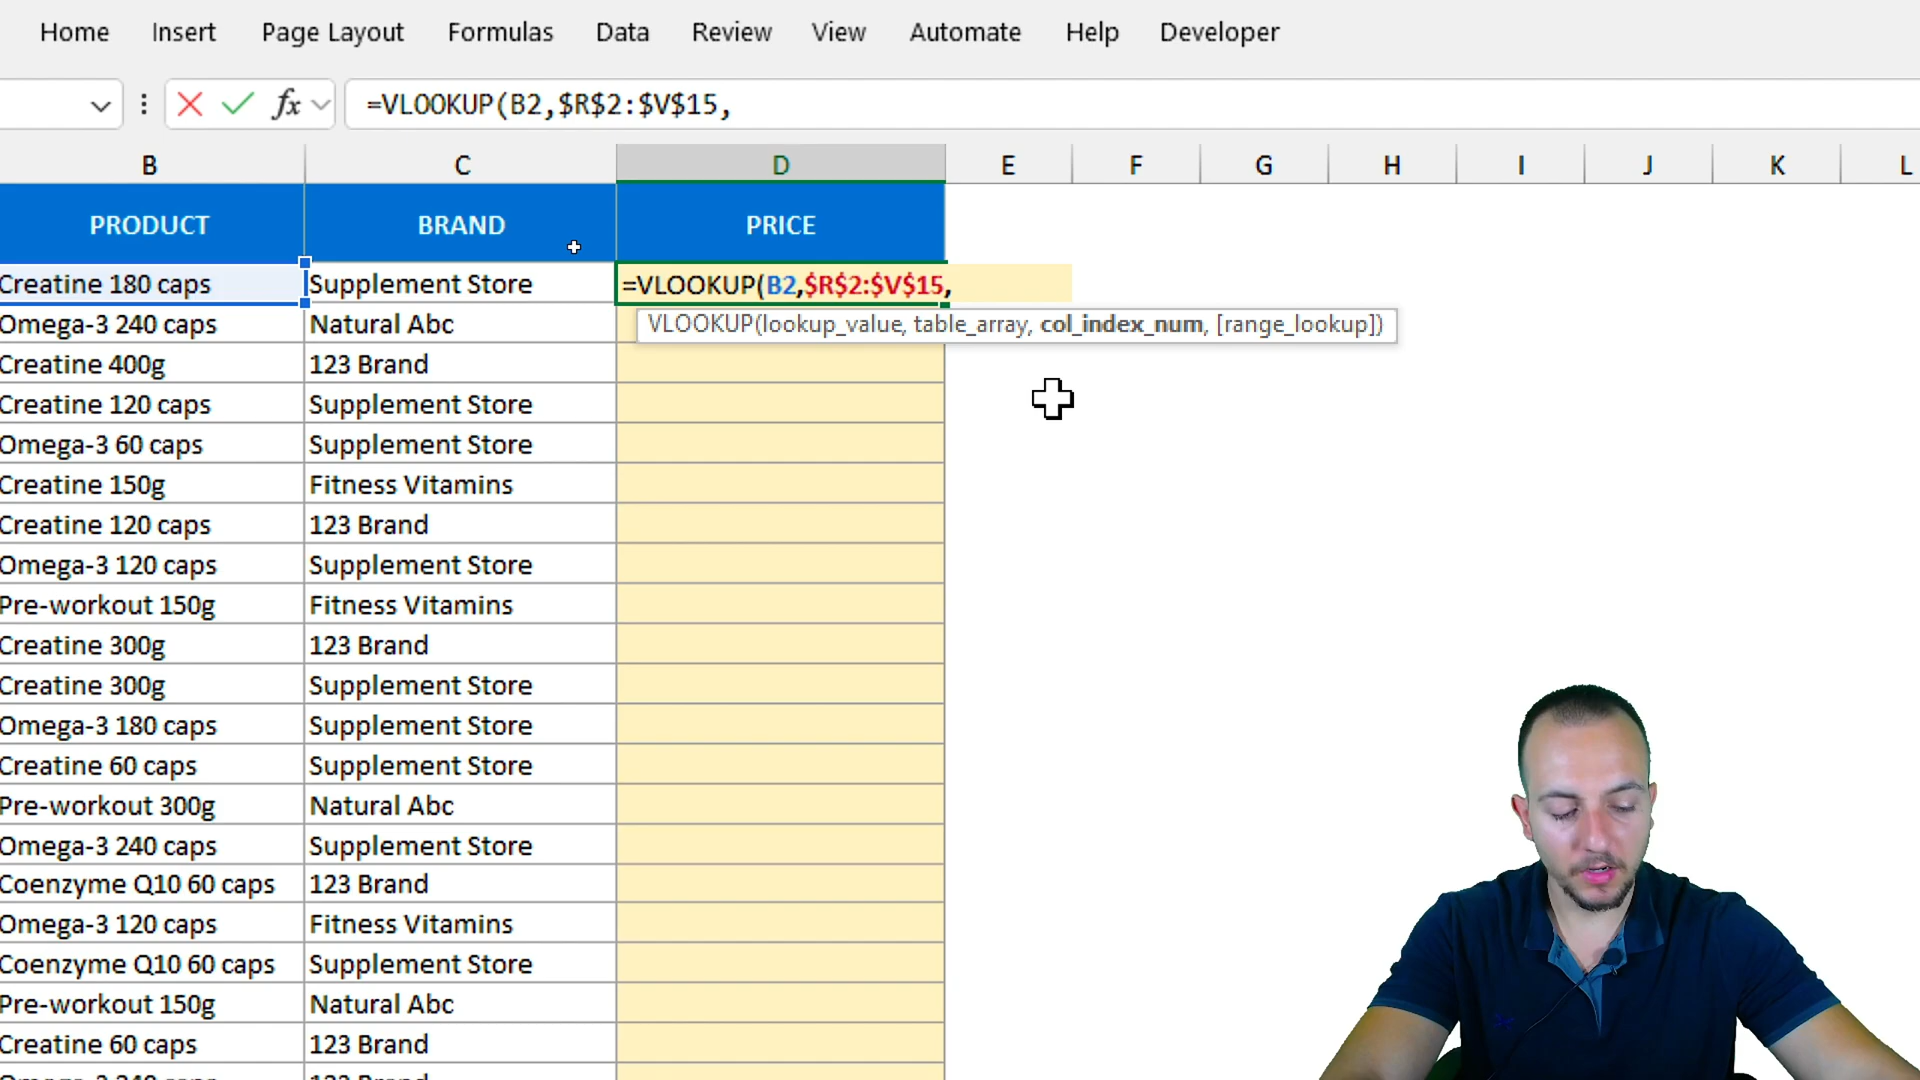 Home Insert Page Layout Formulas Data Review View Automate Help Developer
fx =VLOOKUP(B2,$R$2:$V$15,
B C D E F G H I J K L
PRODUCT BRAND PRICE
Creatine 180 caps Supplement Store =VLOOKUP(B2,$R$2:$V$15,
VLOOKUP(lookup_value, table_array, col_index_num, [range_lookup])
Omega-3 240 caps Natural Abc
Creatine 400g 123 Brand
Creatine 120 caps Supplement Store
Omega-3 60 caps Supplement Store
Creatine 150g Fitness Vitamins
Creatine 120 caps 123 Brand
Omega-3 120 caps Supplement Store
Pre-workout 150g Fitness Vitamins
Creatine 300g 123 Brand
Creatine 300g Supplement Store
Omega-3 180 caps Supplement Store
Creatine 60 caps Supplement Store
Pre-workout 300g Natural Abc
Omega-3 240 caps Supplement Store
Coenzyme Q10 60 caps 123 Brand
Omega-3 120 caps Fitness Vitamins
Coenzyme Q10 60 caps Supplement Store
Pre-workout 150g Natural Abc
Creatine 60 caps 123 Brand